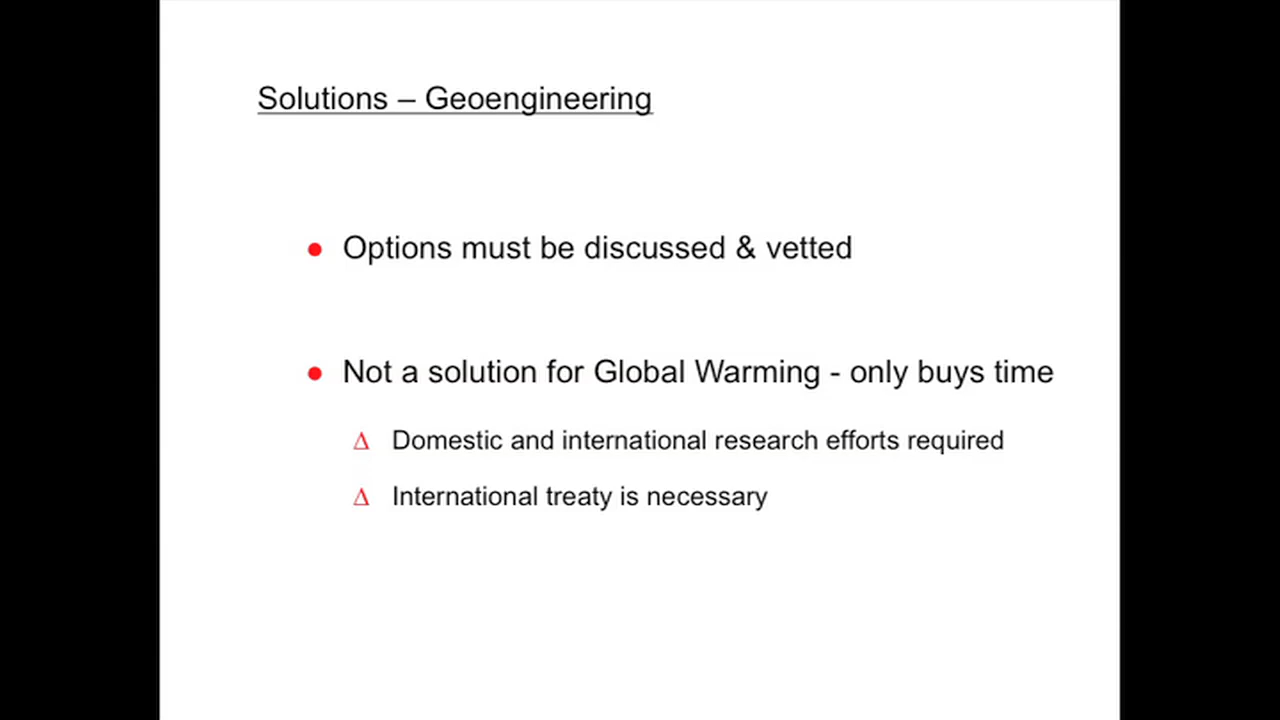 Solutions – Geoengineering
● Options must be discussed & vetted
● Not a solution for Global Warming - only buys time
Δ Domestic and international research efforts required
Δ International treaty is necessary